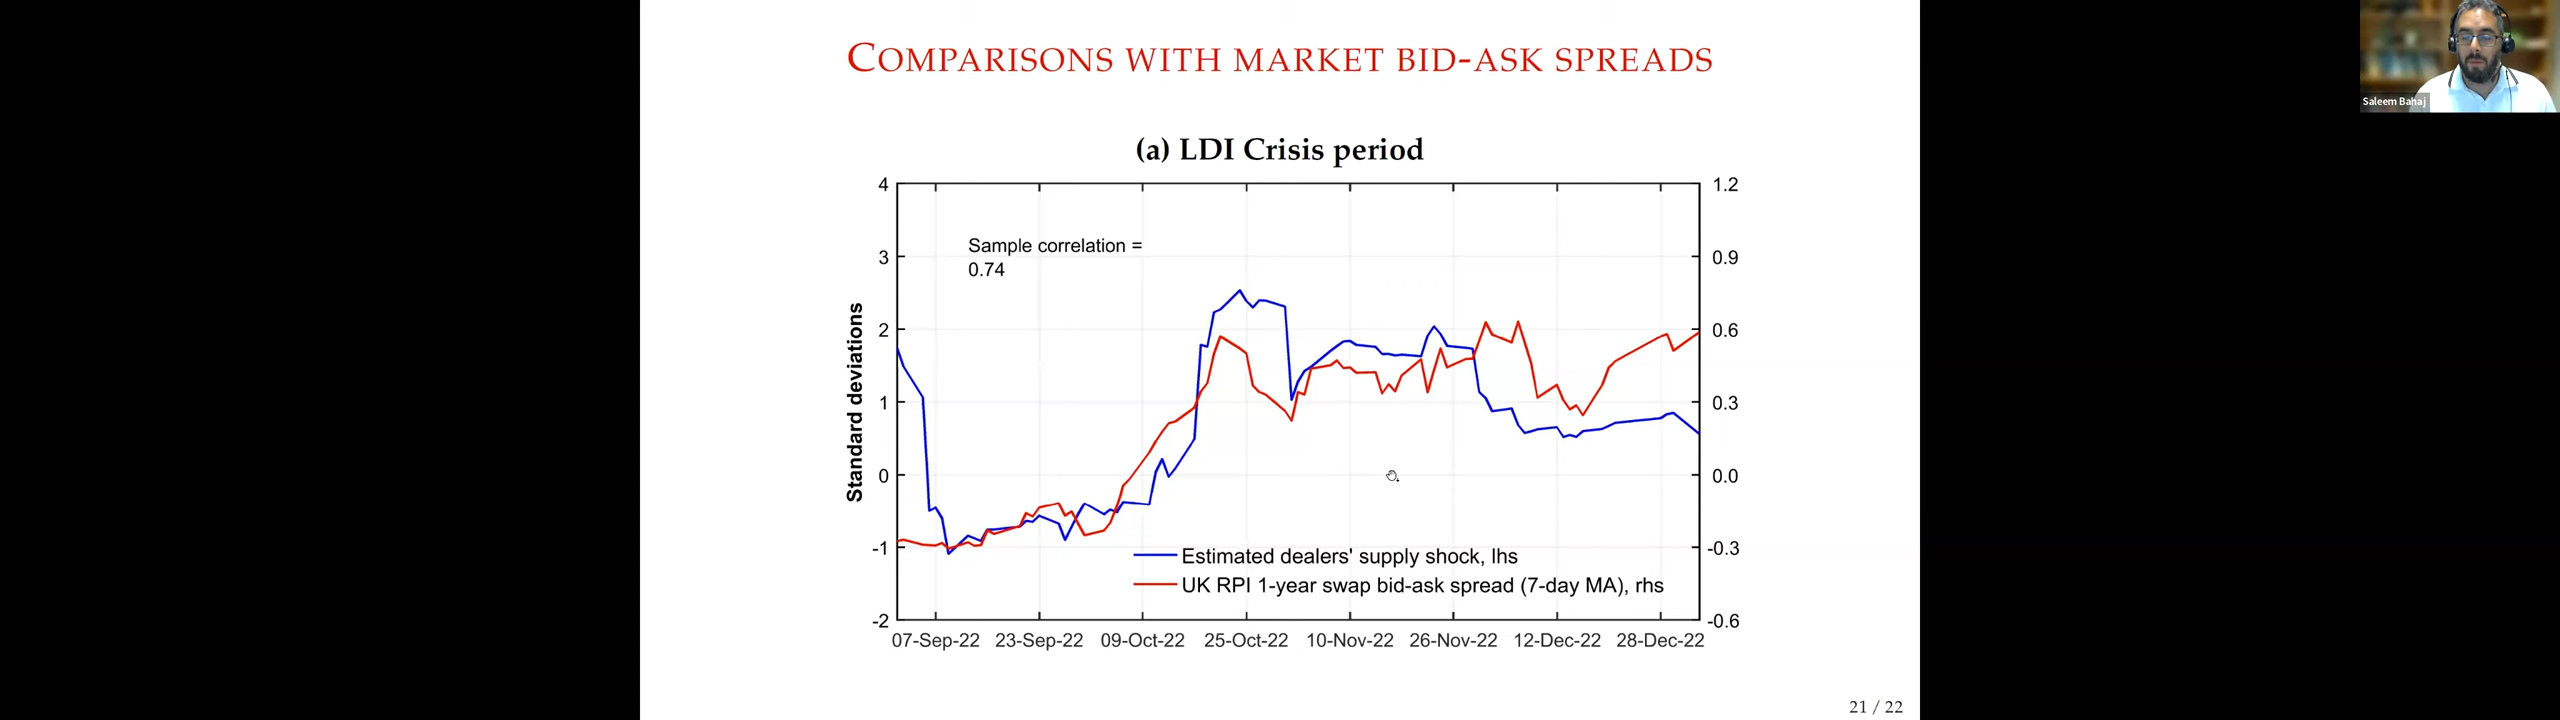 COMPARISONS WITH MARKET BID-ASK SPREADS
Saleem Bahaj
(a) LDI Crisis period
4
3
2
1
0
-1
-2
Standard deviations
1.2
0.9
0.6
0.3
0.0
-0.3
-0.6
Sample correlation =
0.74
Estimated dealers' supply shock, lhs
UK RPI 1-year swap bid-ask spread (7-day MA), rhs
07-Sep-22 23-Sep-22 09-Oct-22 25-Oct-22 10-Nov-22 26-Nov-22 12-Dec-22 28-Dec-22
21 / 22